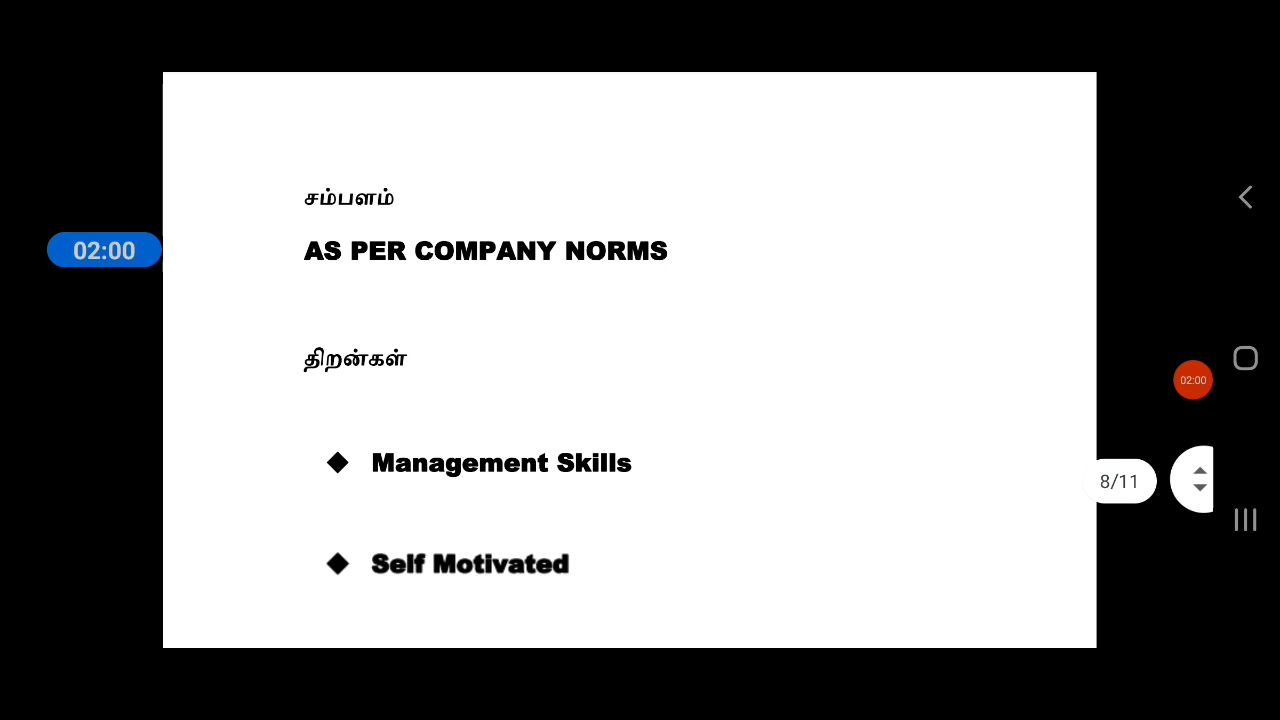 சம்பளம்
02:00
AS PER COMPANY NORMS
திறன்கள்
02:00
Management Skills
8/11
Self Motivated